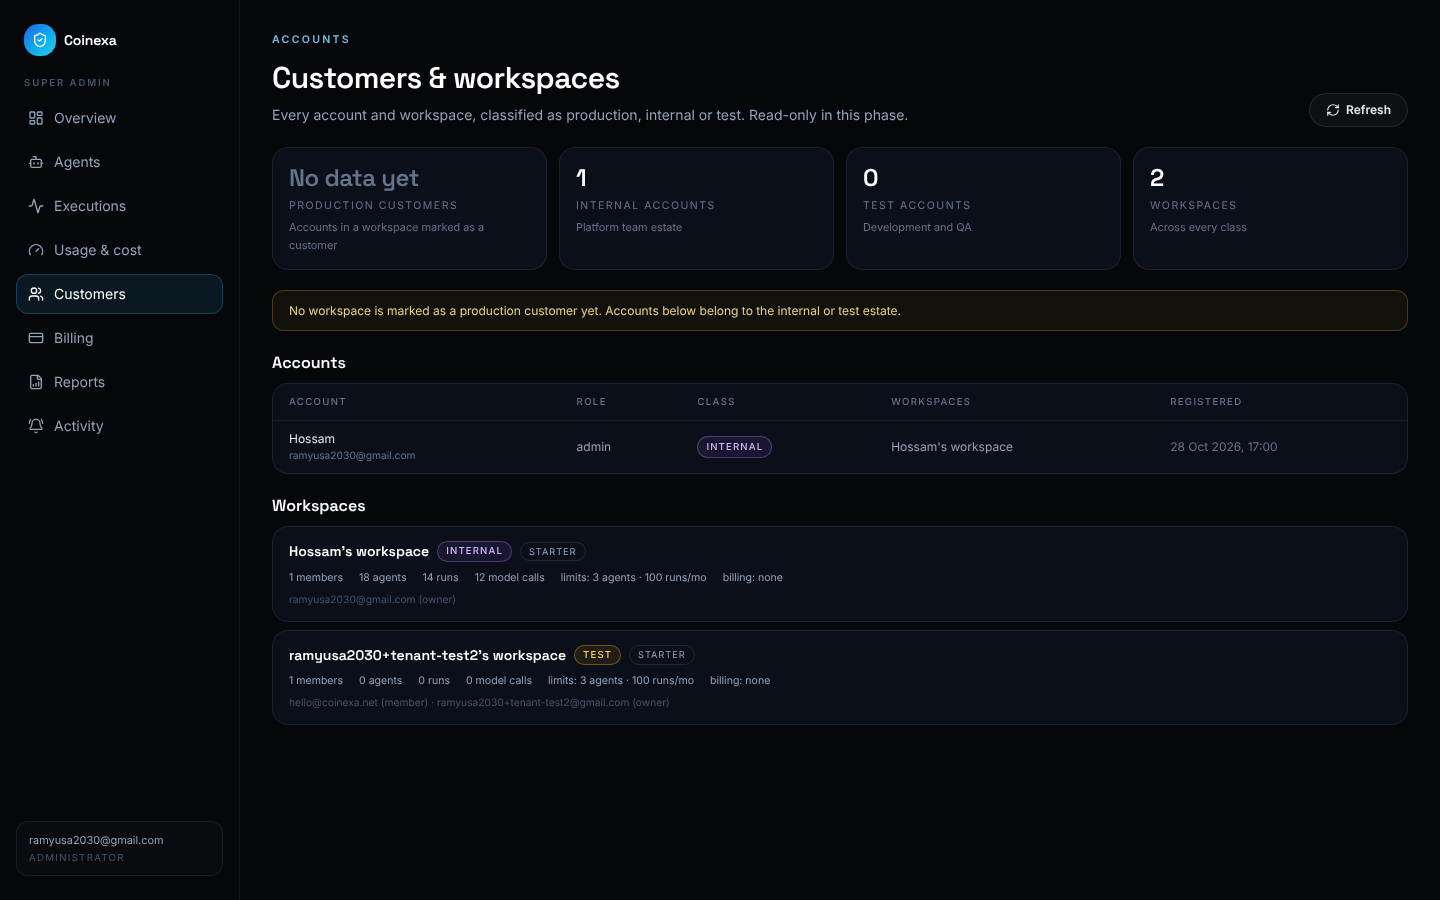 Coinexa
SUPER ADMIN
Overview
Agents
Executions
Usage & cost
Customers
Billing
Reports
Activity
ramyusa2030@gmail.com
ADMINISTRATOR
ACCOUNTS
Customers & workspaces
Every account and workspace, classified as production, internal or test. Read-only in this phase.
Refresh
No data yet
PRODUCTION CUSTOMERS
Accounts in a workspace marked as a
customer
1
INTERNAL ACCOUNTS
Platform team estate
0
TEST ACCOUNTS
Development and QA
2
WORKSPACES
Across every class
No workspace is marked as a production customer yet. Accounts below belong to the internal or test estate.
Accounts
ACCOUNT ROLE CLASS WORKSPACES REGISTERED
Hossam
ramyusa2030@gmail.com
admin INTERNAL Hossam's workspace 28 Oct 2026, 17:00
Workspaces
Hossam's workspace INTERNAL STARTER
1 members 18 agents 14 runs 12 model calls limits: 3 agents · 100 runs/mo billing: none
ramyusa2030@gmail.com (owner)
ramyusa2030+tenant-test2's workspace TEST STARTER
1 members 0 agents 0 runs 0 model calls limits: 3 agents · 100 runs/mo billing: none
hello@coinexa.net (member) · ramyusa2030+tenant-test2@gmail.com (owner)